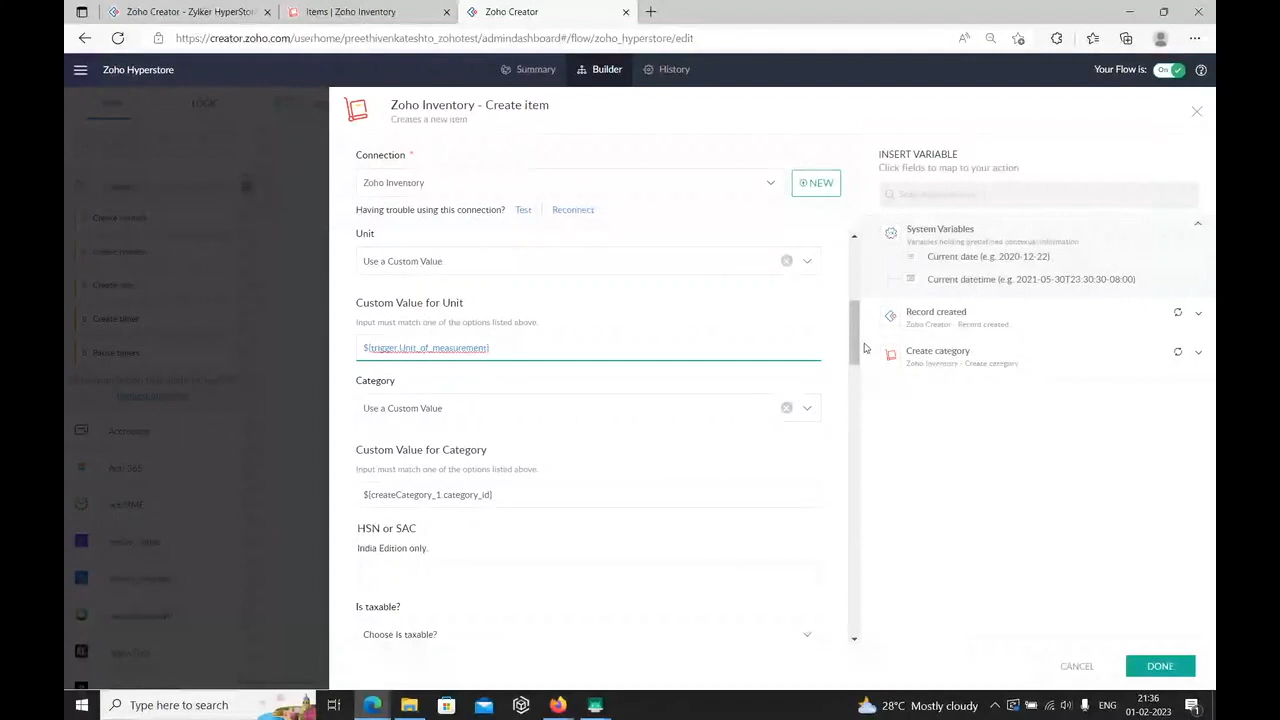 Zoho Creator - Zylker HyperStore
Items | Zoho Inventory
Zoho Creator
https://creator.zoho.com/userhome/preethivenkateshto_zohotest/admindashboard#/flow/zoho_hyperstore/edit
Zoho Hyperstore
Summary
Builder
History
Your Flow is:
On
LOGIC
Zoho Inventory - Create item
Creates a new item
Connection *
Zoho Inventory
NEW
Having trouble using this connection?
Test
Reconnect
Unit
Use a Custom Value
Custom Value for Unit
Input must match one of the options listed above.
${trigger.Unit_of_measurement}
Category
Use a Custom Value
Custom Value for Category
Input must match one of the options listed above.
${createCategory_1.category_id}
HSN or SAC
India Edition only.
Is taxable?
Choose Is taxable?
INSERT VARIABLE
Click fields to map to your action
System Variables
Variables holding predefined contextual information
Current date (e.g. 2020-12-22)
Current datetime (e.g. 2021-05-30T23:30:30-08:00)
Record created
Zoho Creator - Record created
Create category
Zoho Inventory - Create category
CANCEL
DONE
Type here to search
28°C Mostly cloudy
ENG
21:36
01-02-2023